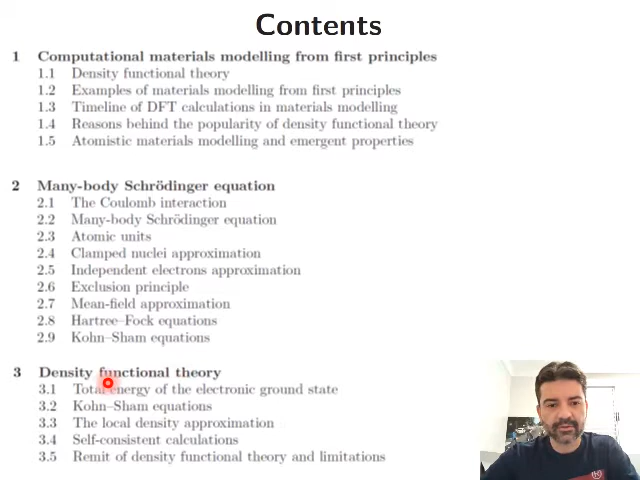 Contents
1 Computational materials modelling from first principles
1.1 Density functional theory
1.2 Examples of materials modelling from first principles
1.3 Timeline of DFT calculations in materials modelling
1.4 Reasons behind the popularity of density functional theory
1.5 Atomistic materials modelling and emergent properties
2 Many-body Schrödinger equation
2.1 The Coulomb interaction
2.2 Many-body Schrödinger equation
2.3 Atomic units
2.4 Clamped nuclei approximation
2.5 Independent electrons approximation
2.6 Exclusion principle
2.7 Mean-field approximation
2.8 Hartree–Fock equations
2.9 Kohn–Sham equations
3 Density functional theory
3.1 Total energy of the electronic ground state
3.2 Kohn–Sham equations
3.3 The local density approximation
3.4 Self-consistent calculations
3.5 Remit of density functional theory and limitations